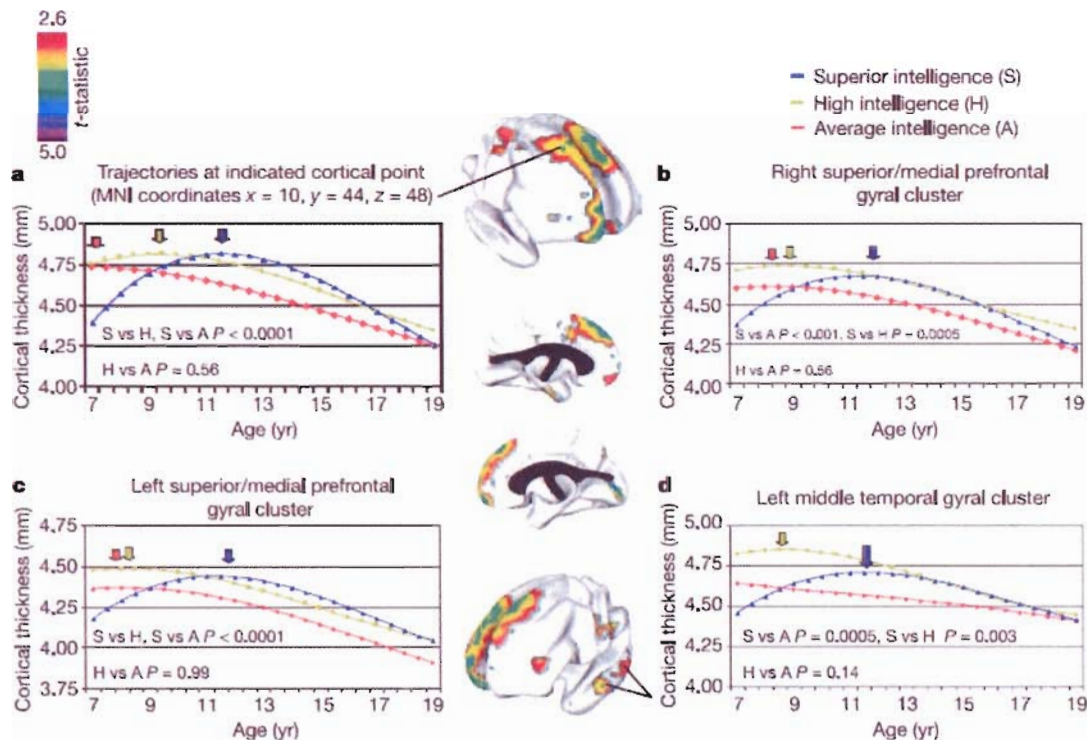 2.6
t-statistic
5.0
Superior intelligence (S)
High intelligence (H)
Average intelligence (A)
a
Trajectories at indicated cortical point
(MNI coordinates x = 10, y = 44, z = 48)
Cortical thickness (mm)
5.00
4.75
4.50
4.25
4.00
S vs H, S vs A P < 0.0001
H vs A P = 0.56
7 9 11 13 15 17 19
Age (yr)
b
Right superior/medial prefrontal
gyral cluster
Cortical thickness (mm)
5.00
4.75
4.50
4.25
4.00
S vs A P < 0.001, S vs H P = 0.0005
H vs A P = 0.56
7 9 11 13 15 17 19
Age (yr)
c
Left superior/medial prefrontal
gyral cluster
Cortical thickness (mm)
4.75
4.50
4.25
4.00
3.75
S vs H, S vs A P < 0.0001
H vs A P = 0.99
7 9 11 13 15 17 19
Age (yr)
d
Left middle temporal gyral cluster
Cortical thickness (mm)
5.00
4.75
4.50
4.25
4.00
S vs A P = 0.0005, S vs H P = 0.003
H vs A P = 0.14
7 9 11 13 15 17 19
Age (yr)